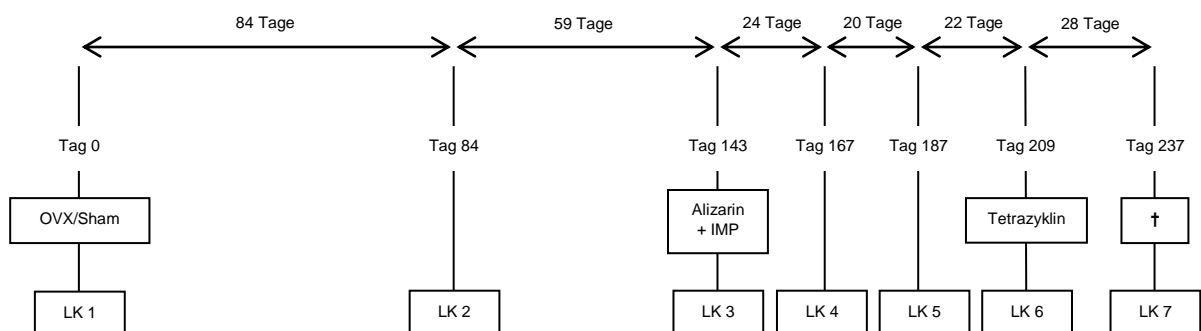 84 Tage
59 Tage
24 Tage
20 Tage
22 Tage
28 Tage
Tag 0
Tag 84
Tag 143
Tag 167
Tag 187
Tag 209
Tag 237
OVX/Sham
Alizarin
+ IMP
Tetrazyklin
†
LK 1
LK 2
LK 3
LK 4
LK 5
LK 6
LK 7